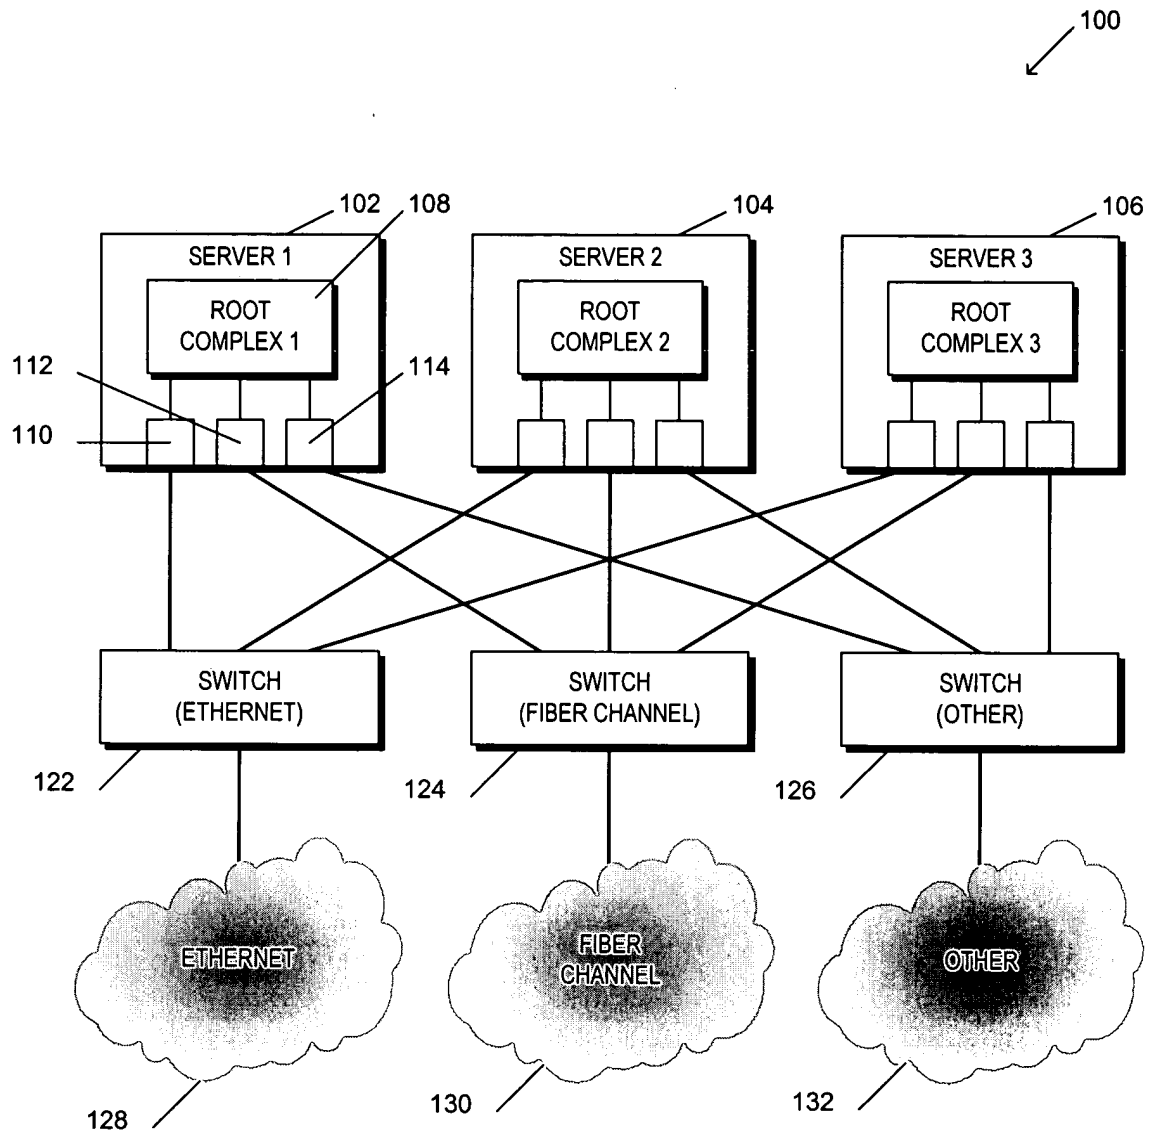 100
102
108
104
106
SERVER 1
SERVER 2
SERVER 3
ROOT
COMPLEX 1
ROOT
COMPLEX 2
ROOT
COMPLEX 3
112
114
110
SWITCH
(ETHERNET)
SWITCH
(FIBER CHANNEL)
SWITCH
(OTHER)
122
124
126
ETHERNET
FIBER
CHANNEL
OTHER
128
130
132